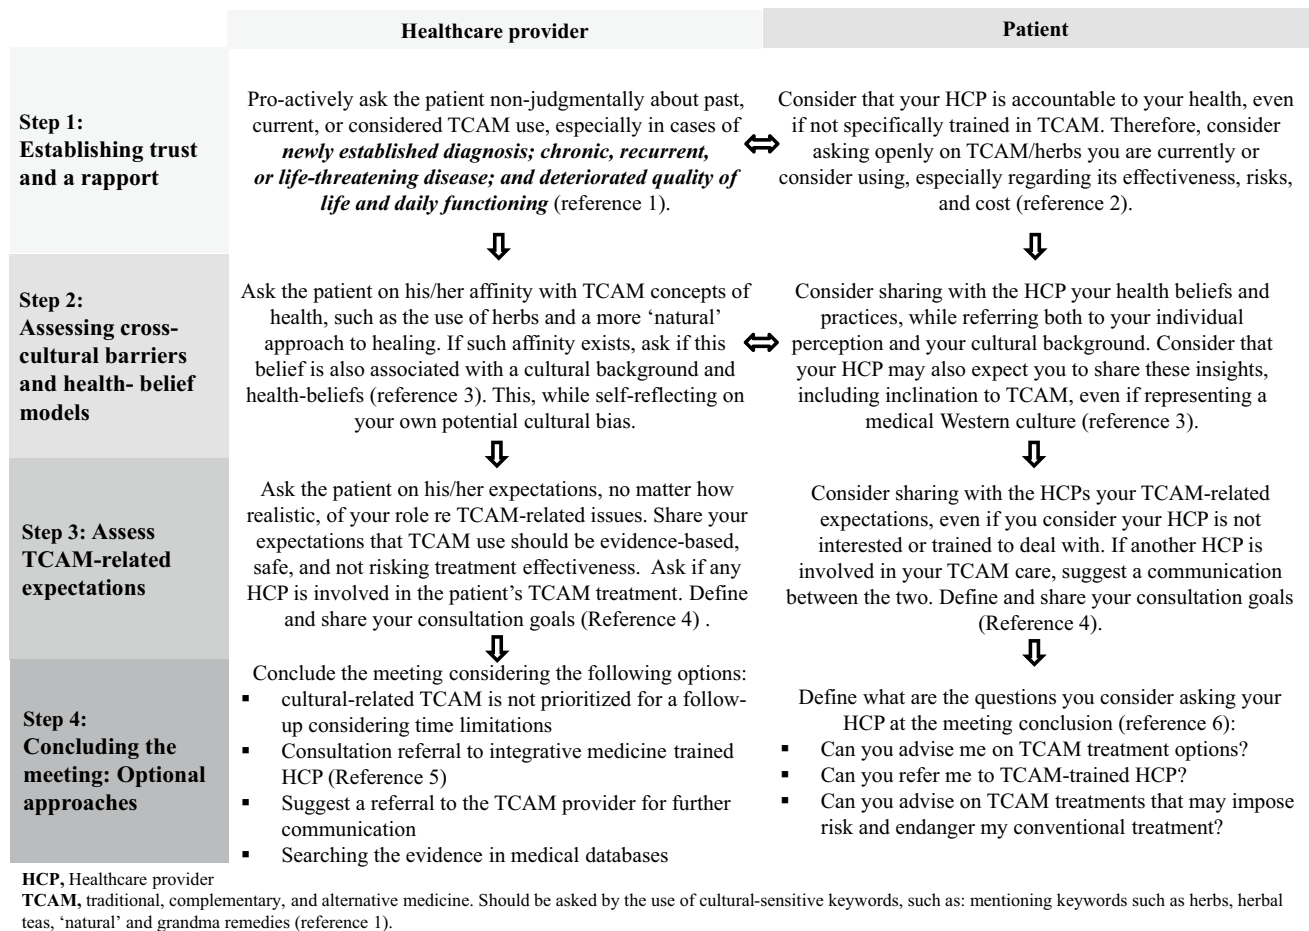 Healthcare provider
Patient
Step 1:
Establishing trust
and a rapport
Pro-actively ask the patient non-judgmentally about past,
current, or considered TCAM use, especially in cases of
newly established diagnosis; chronic, recurrent,
or life-threatening disease; and deteriorated quality of
life and daily functioning (reference 1).
Consider that your HCP is accountable to your health, even
if not specifically trained in TCAM. Therefore, consider
asking openly on TCAM/herbs you are currently or
consider using, especially regarding its effectiveness, risks,
and cost (reference 2).
Step 2:
Assessing cross-
cultural barriers
and health- belief
models
Ask the patient on his/her affinity with TCAM concepts of
health, such as the use of herbs and a more ‘natural’
approach to healing. If such affinity exists, ask if this
belief is also associated with a cultural background and
health-beliefs (reference 3). This, while self-reflecting on
your own potential cultural bias.
Consider sharing with the HCP your health beliefs and
practices, while referring both to your individual
perception and your cultural background. Consider that
your HCP may also expect you to share these insights,
including inclination to TCAM, even if representing a
medical Western culture (reference 3).
Step 3: Assess
TCAM-related
expectations
Ask the patient on his/her expectations, no matter how
realistic, of your role re TCAM-related issues. Share your
expectations that TCAM use should be evidence-based,
safe, and not risking treatment effectiveness. Ask if any
HCP is involved in the patient’s TCAM treatment. Define
and share your consultation goals (Reference 4) .
Consider sharing with the HCPs your TCAM-related
expectations, even if you consider your HCP is not
interested or trained to deal with. If another HCP is
involved in your TCAM care, suggest a communication
between the two. Define and share your consultation goals
(Reference 4).
Step 4:
Concluding the
meeting: Optional
approaches
Conclude the meeting considering the following options:
▪ cultural-related TCAM is not prioritized for a follow-
up considering time limitations
▪ Consultation referral to integrative medicine trained
HCP (Reference 5)
▪ Suggest a referral to the TCAM provider for further
communication
▪ Searching the evidence in medical databases
Define what are the questions you consider asking your
HCP at the meeting conclusion (reference 6):
▪ Can you advise me on TCAM treatment options?
▪ Can you refer me to TCAM-trained HCP?
▪ Can you advise on TCAM treatments that may impose
risk and endanger my conventional treatment?
HCP, Healthcare provider
TCAM, traditional, complementary, and alternative medicine. Should be asked by the use of cultural-sensitive keywords, such as: mentioning keywords such as herbs, herbal
teas, ‘natural’ and grandma remedies (reference 1).